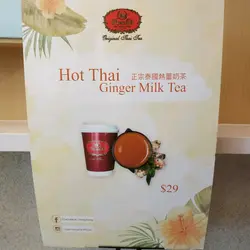 Original Thai Tea
Hot Thai
正宗泰國熱薑奶茶
Ginger Milk Tea
$29